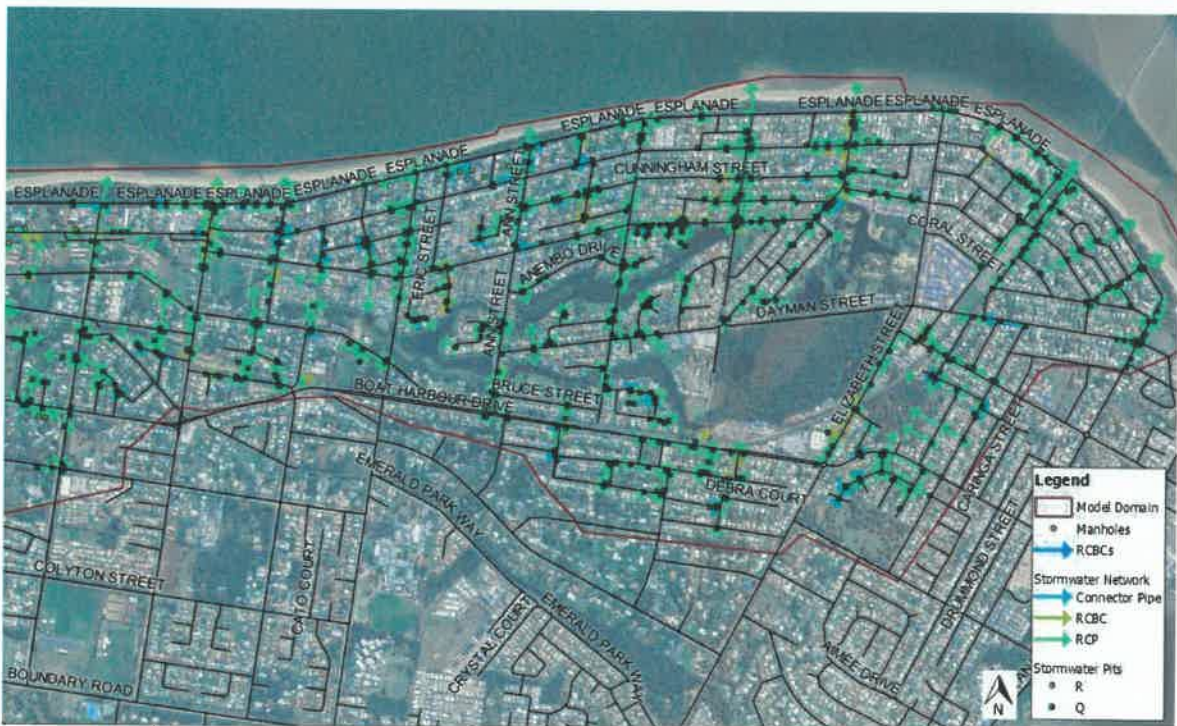 ESPLANADE ESPLANADE ESPLANADE
ESPLANADE
ESPLANADE ESPLANADE ESPLANADE ESPLANADE ESPLANADE
CUNNINGHAM STREET
ANN STREET
ERIC STREET
ANEMBO DRIVE
CORAL STREET
DAYMAN STREET
ANN STREET
ELIZABETH STREET
BOAT HARBOUR DRIVE
BRUCE STREET
EMERALD PARK WAY
DEBRA COURT
CARINGA STREET
DRUMMOND STREET
COLYTON STREET
CATO COURT
CRYSTAL COURT
EMERALD PARK WAY
AIMEE DRIVE
BOUNDARY ROAD
Legend
Model Domain
Manholes
RCBCs
Stormwater Network
Connector Pipe
RCBC
RCP
Stormwater Pits
R
Q
N